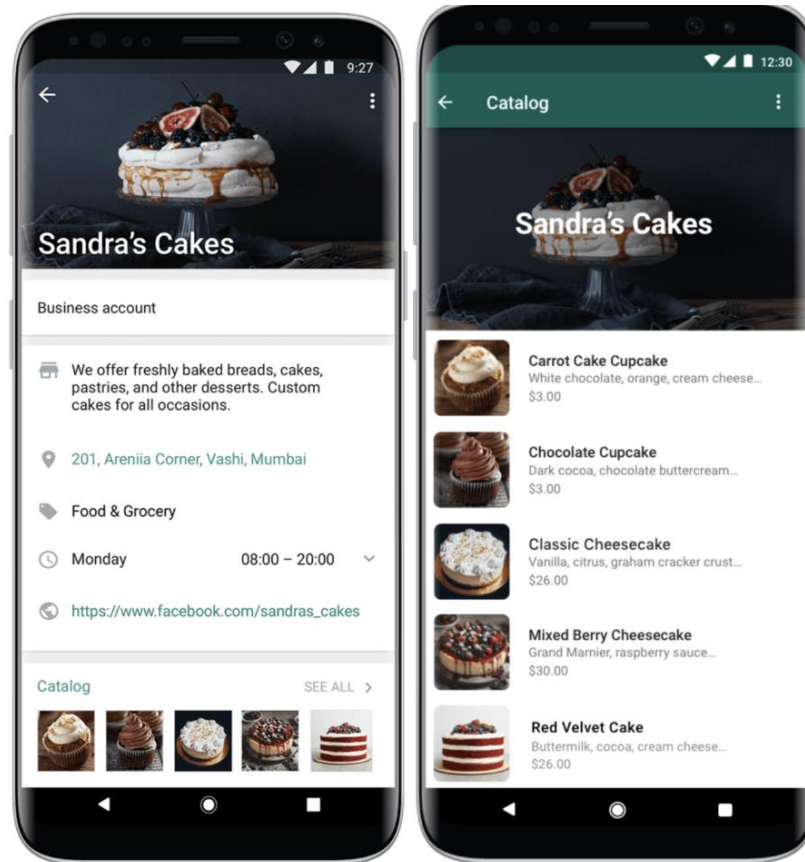 9:27
Sandra's Cakes
Business account
We offer freshly baked breads, cakes,
pastries, and other desserts. Custom
cakes for all occasions.
201, Areniia Corner, Vashi, Mumbai
Food & Grocery
Monday 08:00 – 20:00
https://www.facebook.com/sandras_cakes
Catalog SEE ALL
12:30
Catalog
Sandra's Cakes
Carrot Cake Cupcake
White chocolate, orange, cream cheese...
$3.00
Chocolate Cupcake
Dark cocoa, chocolate buttercream...
$3.00
Classic Cheesecake
Vanilla, citrus, graham cracker crust...
$26.00
Mixed Berry Cheesecake
Grand Marnier, raspberry sauce...
$30.00
Red Velvet Cake
Buttermilk, cocoa, cream cheese...
$26.00